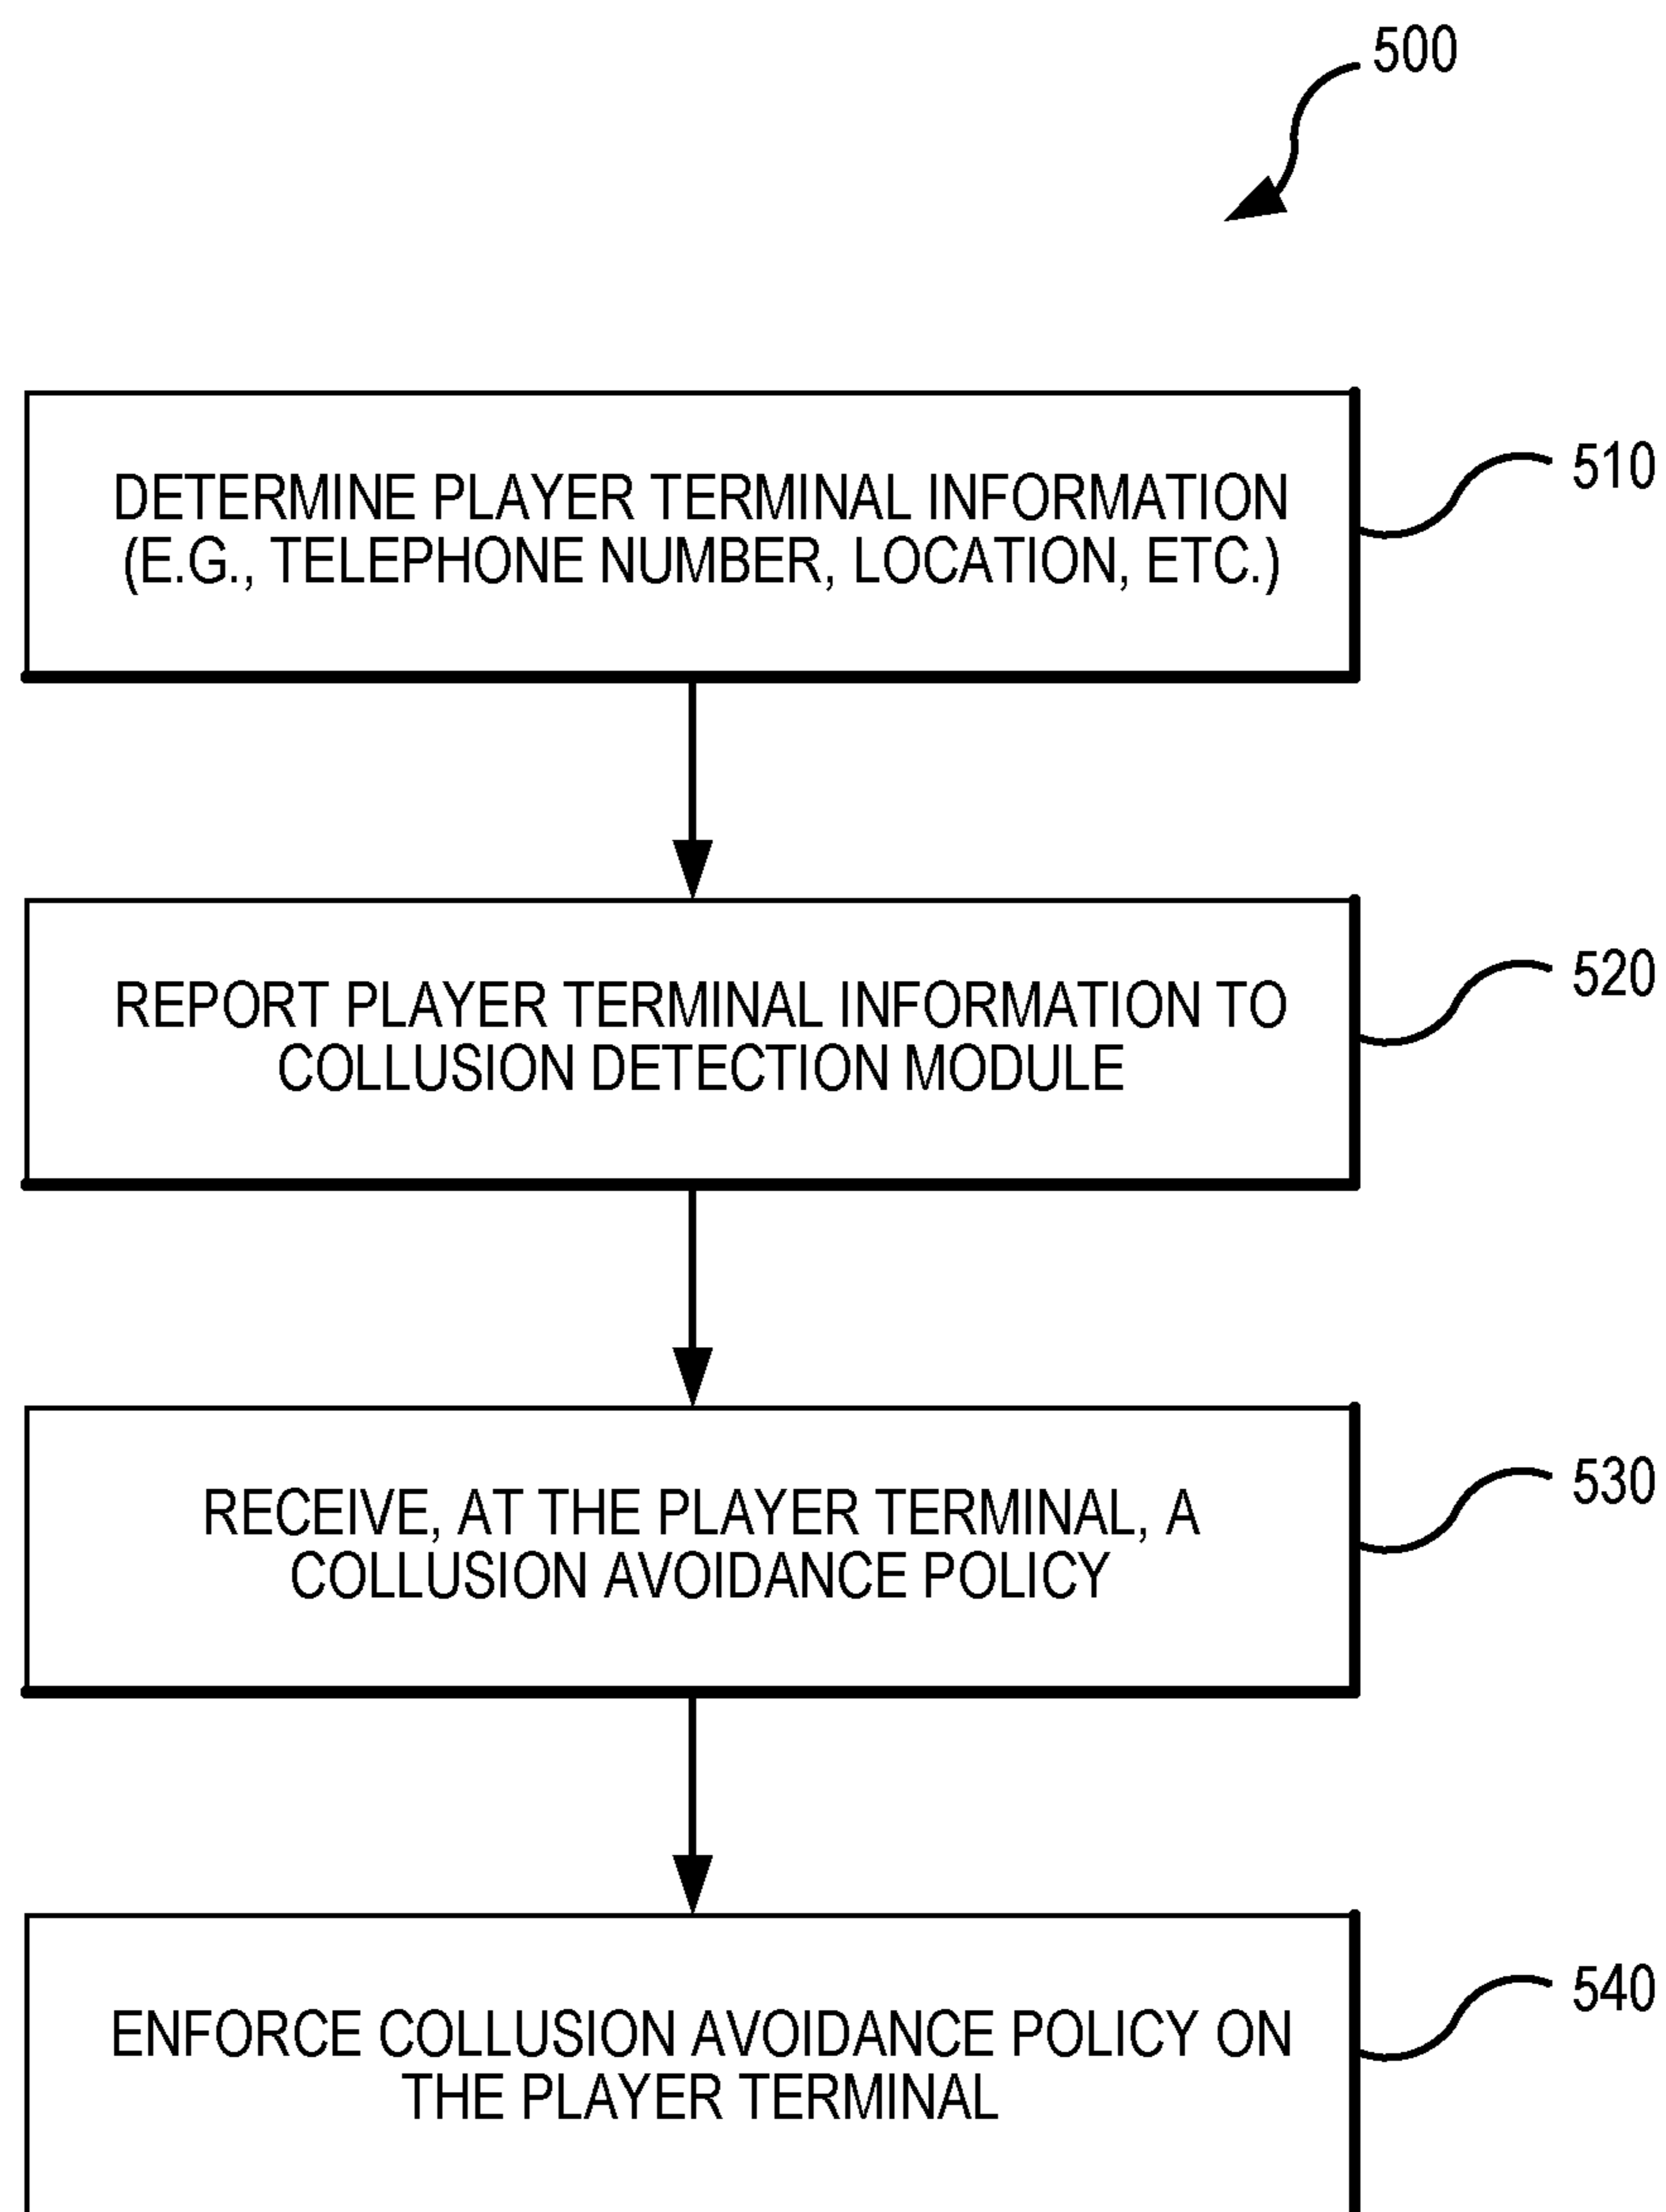 500
DETERMINE PLAYER TERMINAL INFORMATION
(E.G., TELEPHONE NUMBER, LOCATION, ETC.)
510
REPORT PLAYER TERMINAL INFORMATION TO
COLLUSION DETECTION MODULE
520
RECEIVE, AT THE PLAYER TERMINAL, A
COLLUSION AVOIDANCE POLICY
530
ENFORCE COLLUSION AVOIDANCE POLICY ON
THE PLAYER TERMINAL
540